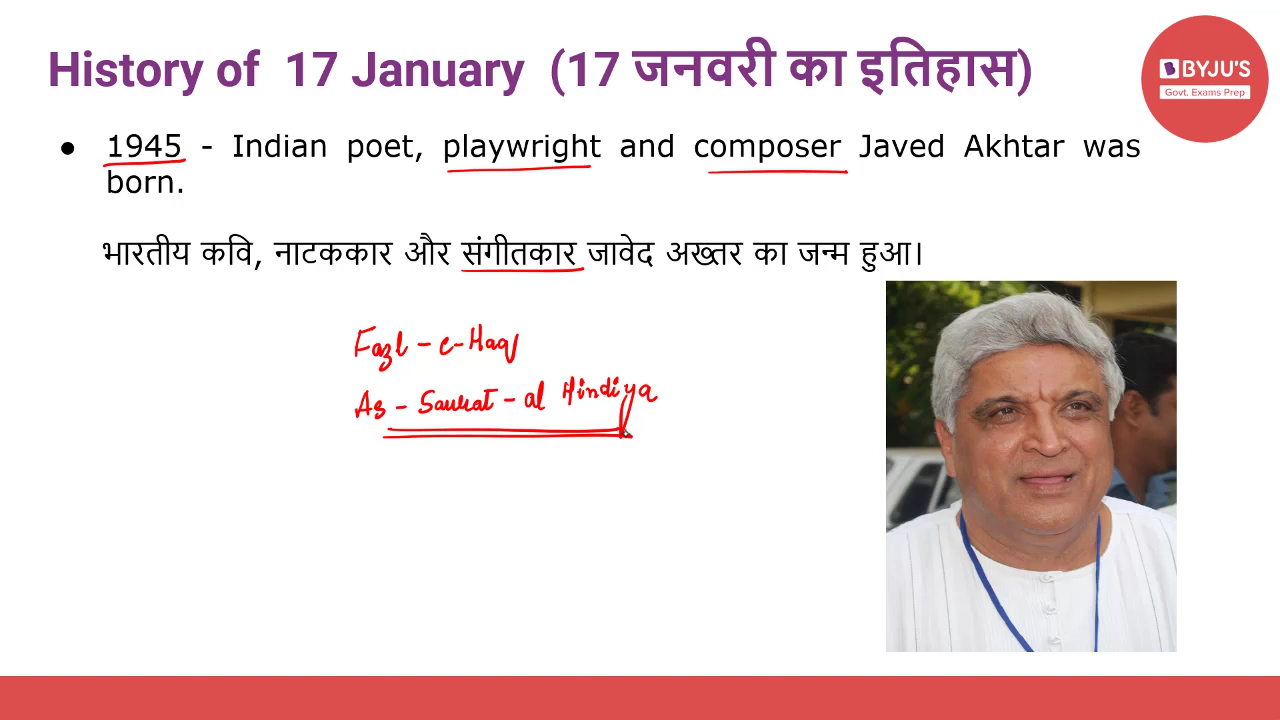 History of 17 January (17 जनवरी का इतिहास)
BYJU'S
Govt. Exams Prep
● 1945 - Indian poet, playwright and composer Javed Akhtar was
born.
भारतीय कवि, नाटककार और संगीतकार जावेद अख्तर का जन्म हुआ।
Fazl - e - Haq
As - Saurat - al Hindiya